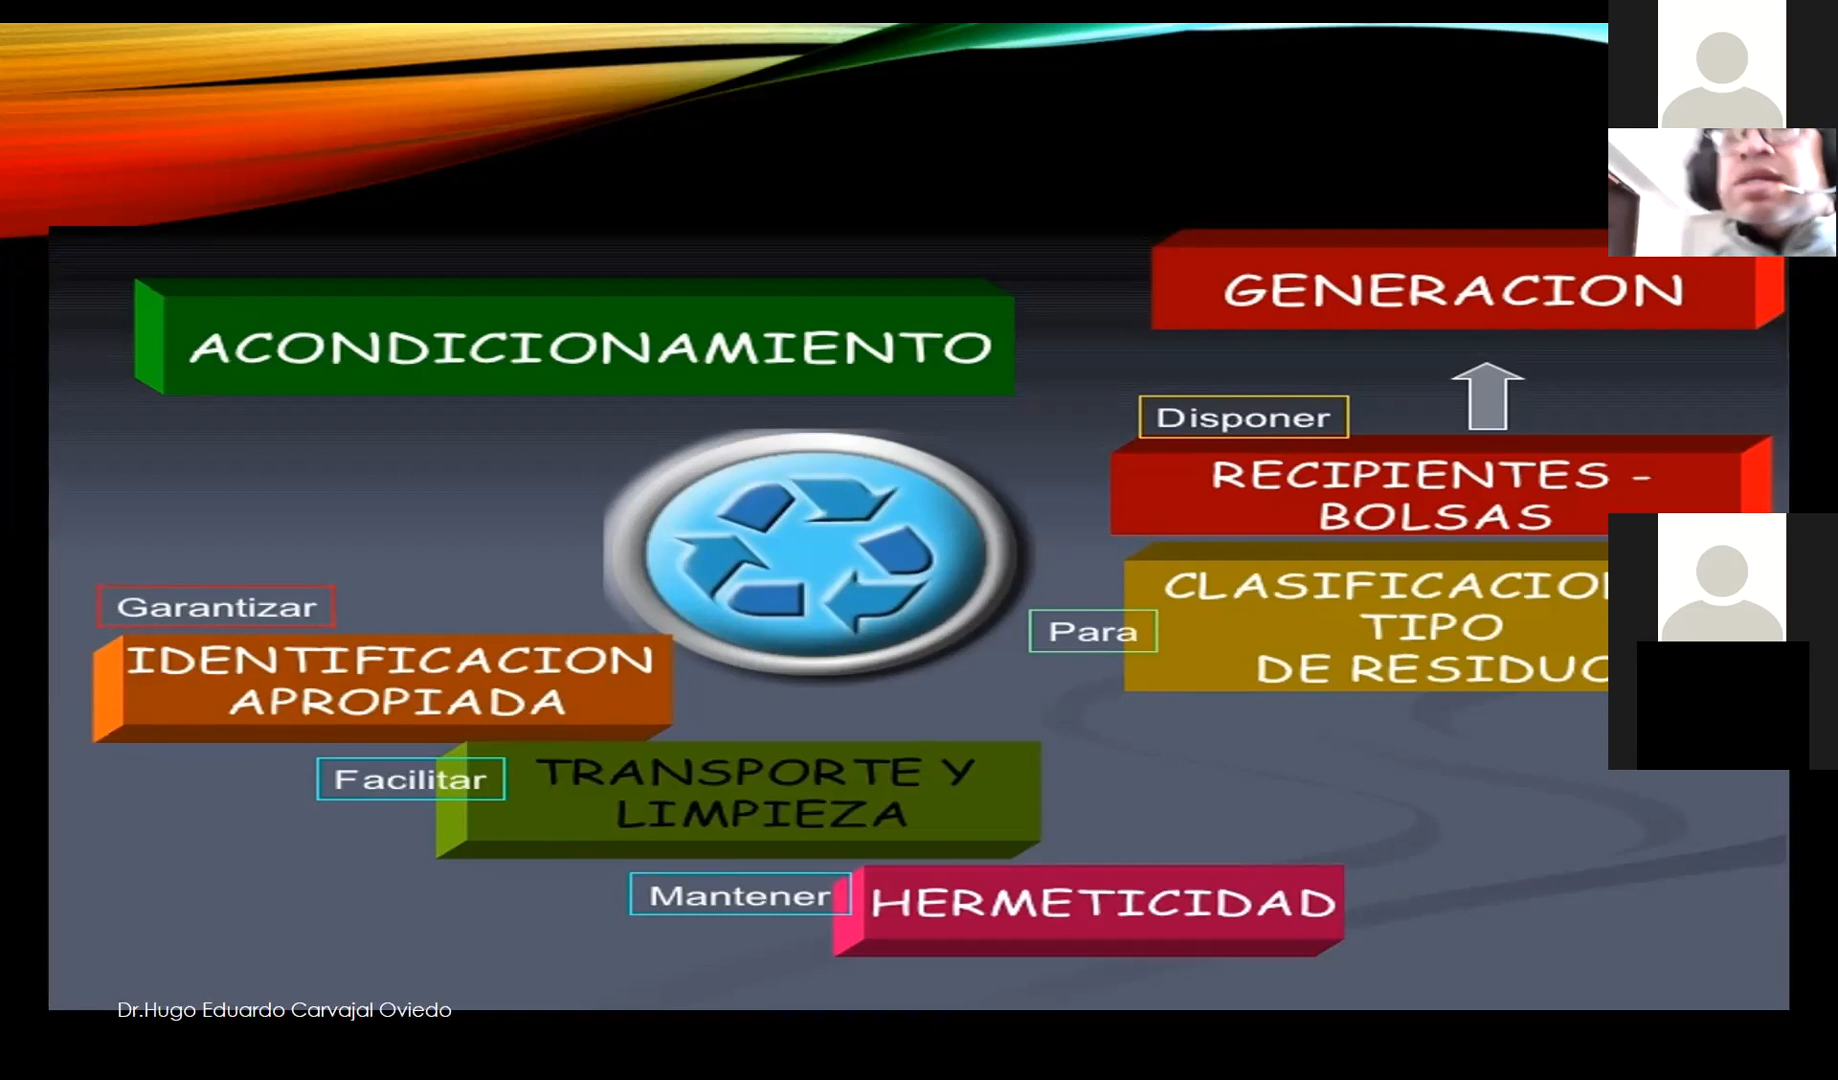 GENERACION
ACONDICIONAMIENTO
Disponer
RECIPIENTES -
BOLSAS
Para
TIPO
DE
Garantizar
IDENTIFICACION
APROPIADA
Facilitar
TRANSPORTE Y
LIMPIEZA
Mantener
HERMETICIDAD
Dr.Hugo Eduardo Carvajal Oviedo